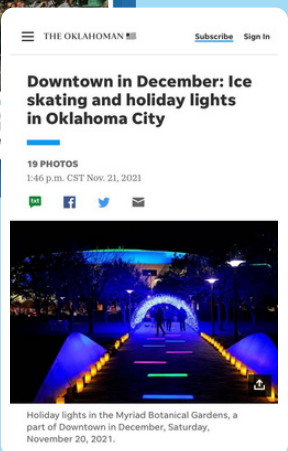 THE OKLAHOMAN
Subscribe
Sign In
Downtown in December: Ice
skating and holiday lights
in Oklahoma City
19 PHOTOS
1:46 p.m. CST Nov. 21, 2021
txt
Holiday lights in the Myriad Botanical Gardens, a
part of Downtown in December, Saturday,
November 20, 2021.